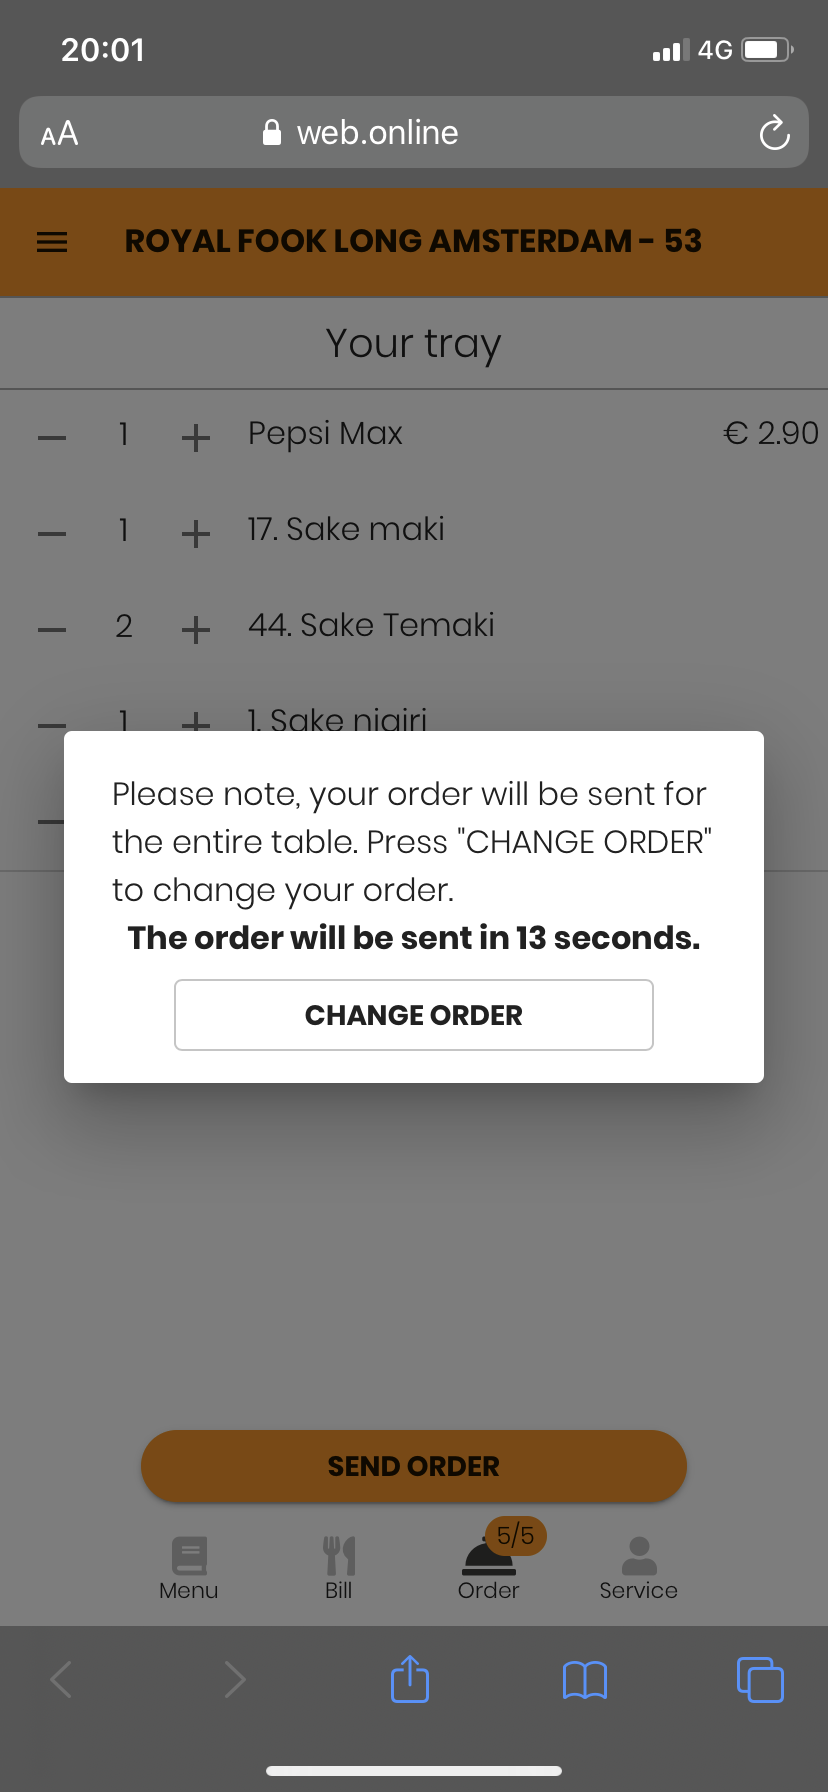 20:01
4G
AA
web.online
ROYAL FOOK LONG AMSTERDAM - 53
Your tray
1 Pepsi Max € 2.90
1 17. Sake maki
2 44. Sake Temaki
1 1. Sake nigiri
Please note, your order will be sent for
the entire table. Press "CHANGE ORDER"
to change your order.
The order will be sent in 13 seconds.
CHANGE ORDER
SEND ORDER
5/5
Menu
Bill
Order
Service